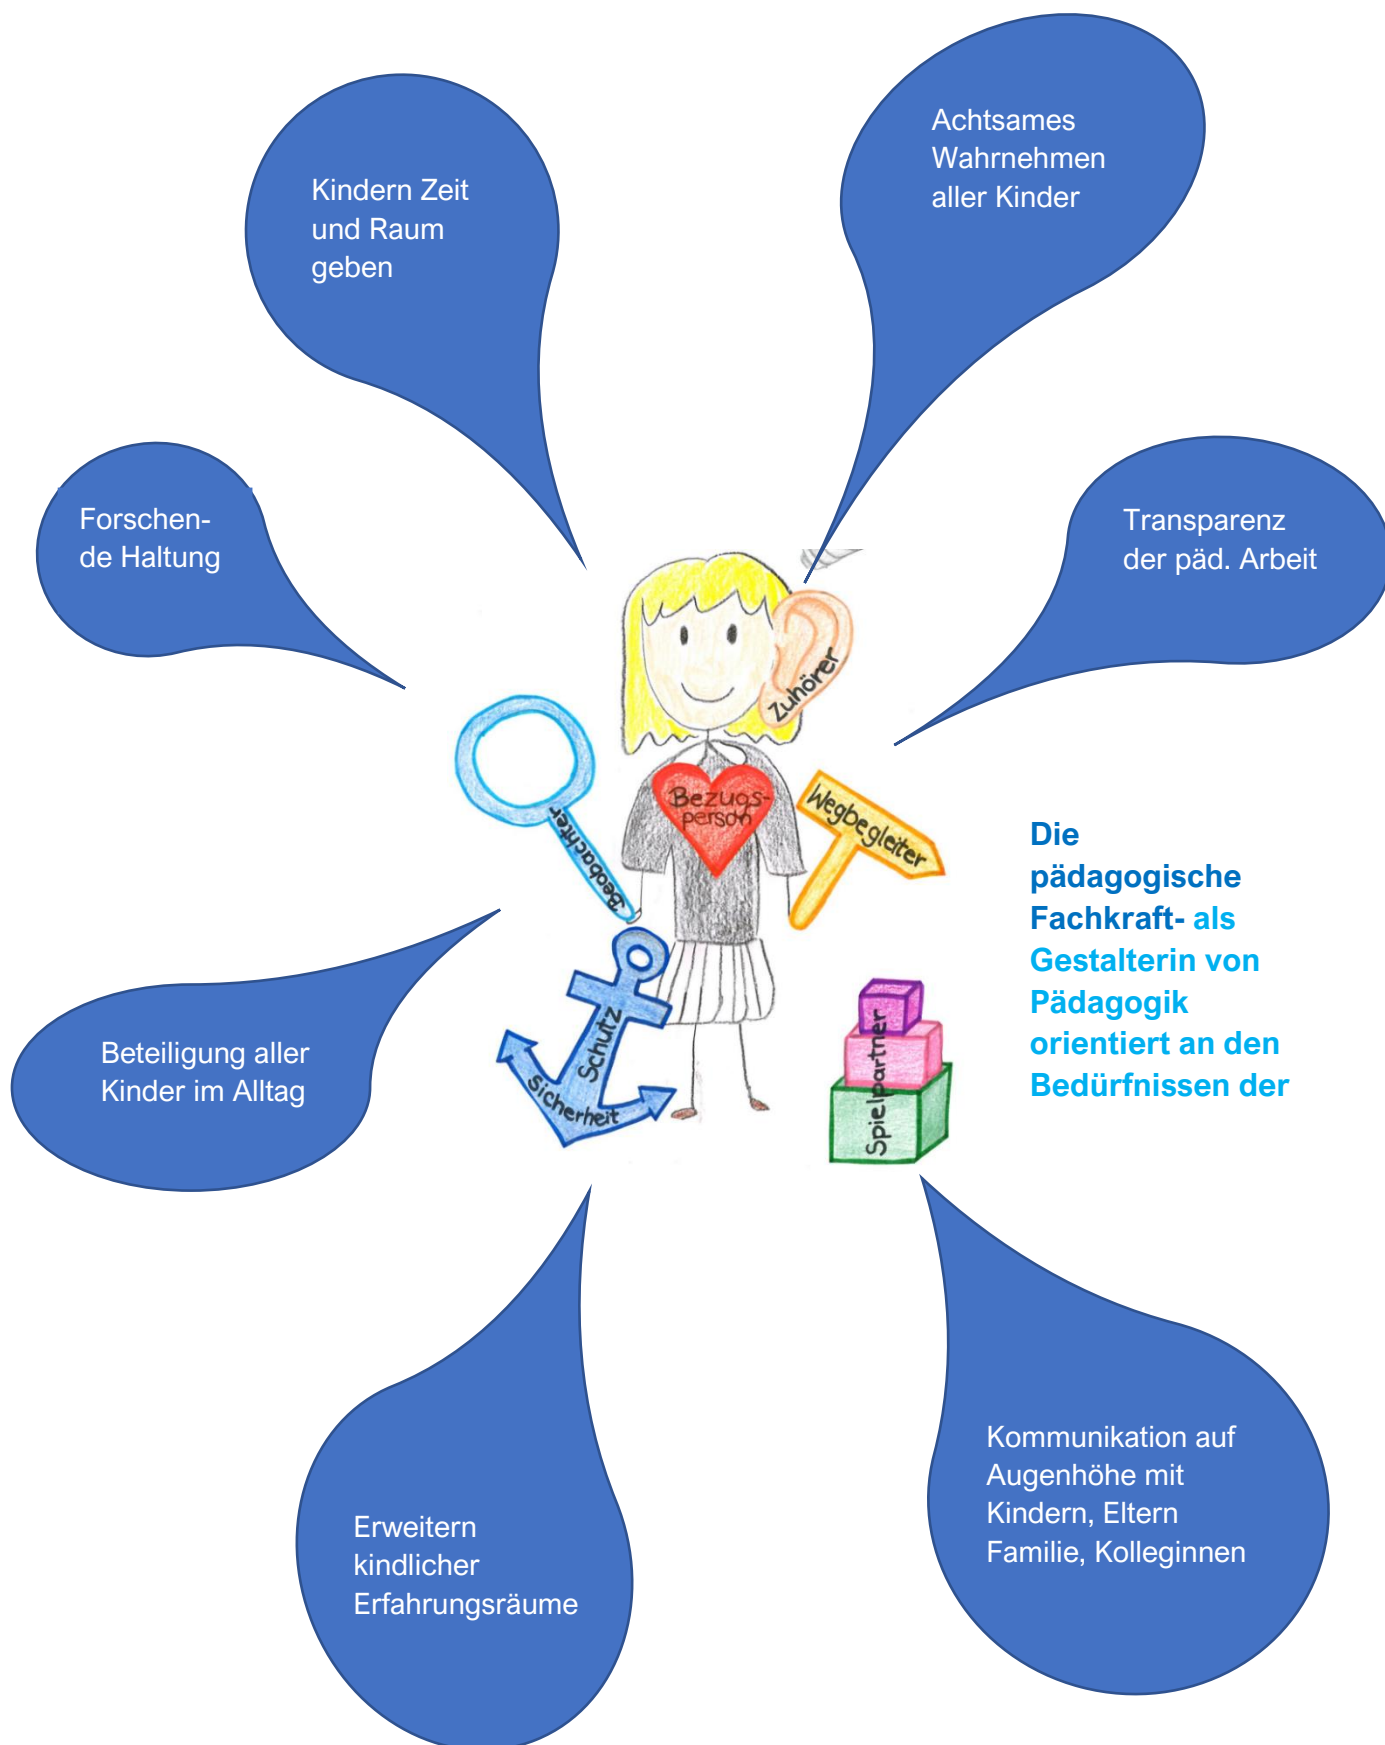 Achtsames
Wahrnehmen
aller Kinder
Kindern Zeit
und Raum
geben
Forschen-
de Haltung
Transparenz
der päd. Arbeit
Zuhörer
Bezugs-
person
Wegbegleiter
Beobachter
Die
pädagogische
Fachkraft- als
Gestalterin von
Pädagogik
orientiert an den
Bedürfnissen der
Schutz
Sicherheit
Spielpartner
Beteiligung aller
Kinder im Alltag
Kommunikation auf
Augenhöhe mit
Kindern, Eltern
Familie, Kolleginnen
Erweitern
kindlicher
Erfahrungsräume